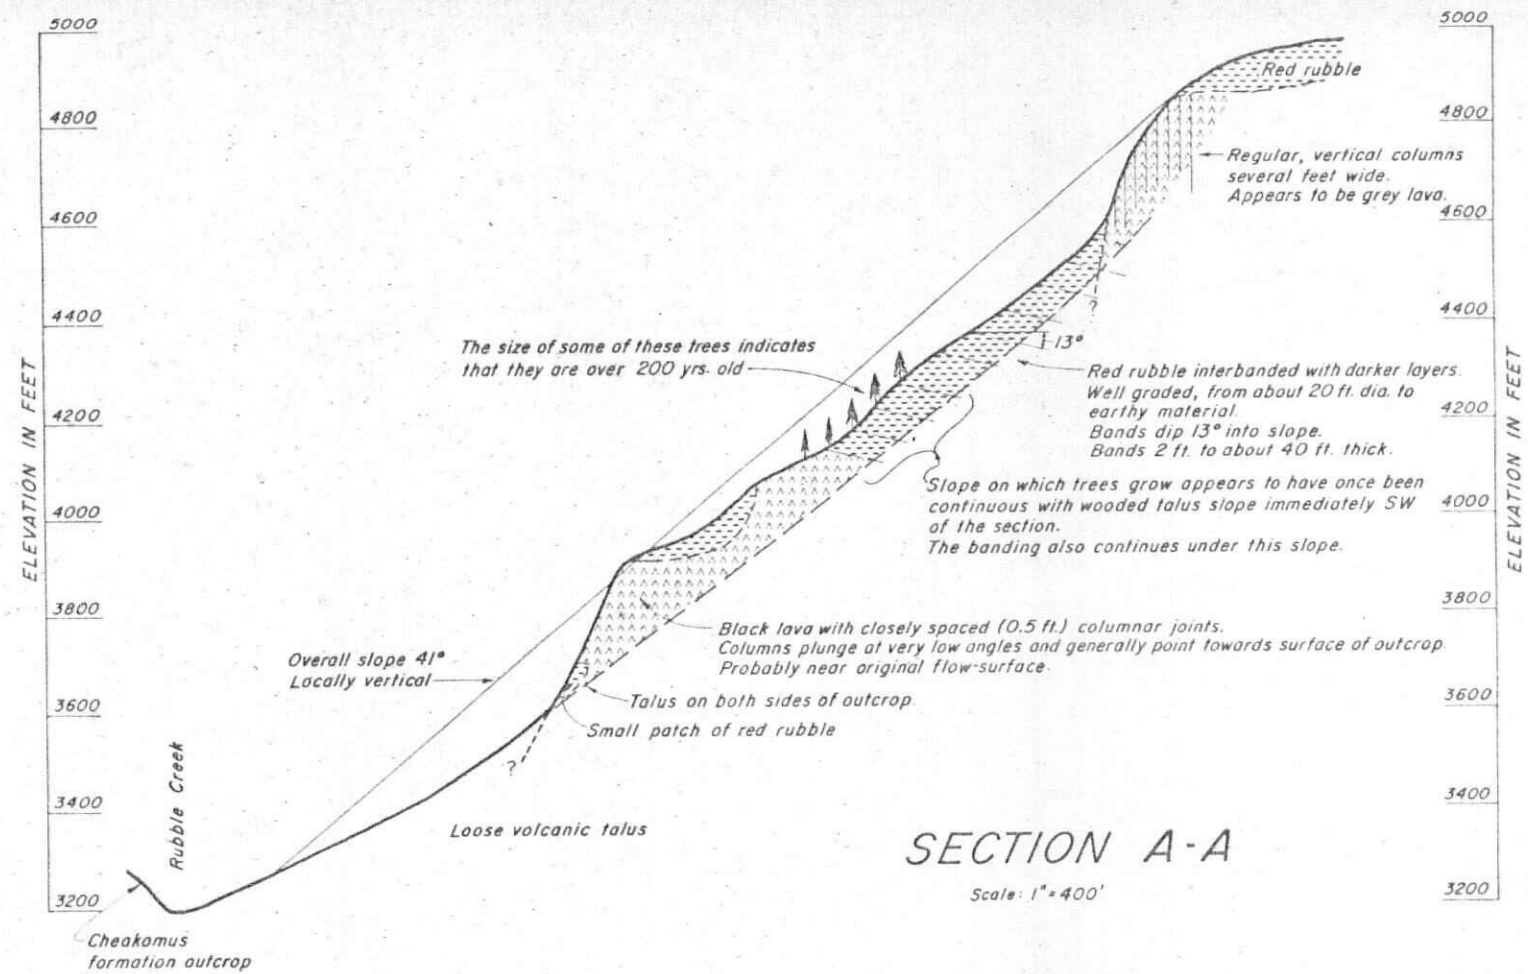 5000
4800
4600
4400
4200
4000
3800
3600
3400
3200
ELEVATION IN FEET
5000
4800
4600
4400
4200
4000
3800
3600
3400
3200
ELEVATION IN FEET
Red rubble
Regular, vertical columns
several feet wide.
Appears to be grey lava.
?
13°
The size of some of these trees indicates
that they are over 200 yrs. old
Red rubble interbanded with darker layers.
Well graded, from about 20 ft. dia. to
earthy material.
Bands dip 13° into slope.
Bands 2 ft. to about 40 ft. thick.
Slope on which trees grow appears to have once been
continuous with wooded talus slope immediately SW
of the section.
The banding also continues under this slope.
Black lava with closely spaced (0.5 ft.) columnar joints.
Columns plunge at very low angles and generally point towards surface of outcrop.
Probably near original flow-surface.
Overall slope 41°
Locally vertical
Talus on both sides of outcrop.
Small patch of red rubble
?
Rubble Creek
Loose volcanic talus
SECTION A-A
Scale: 1"=400'
Cheakamus
formation outcrop